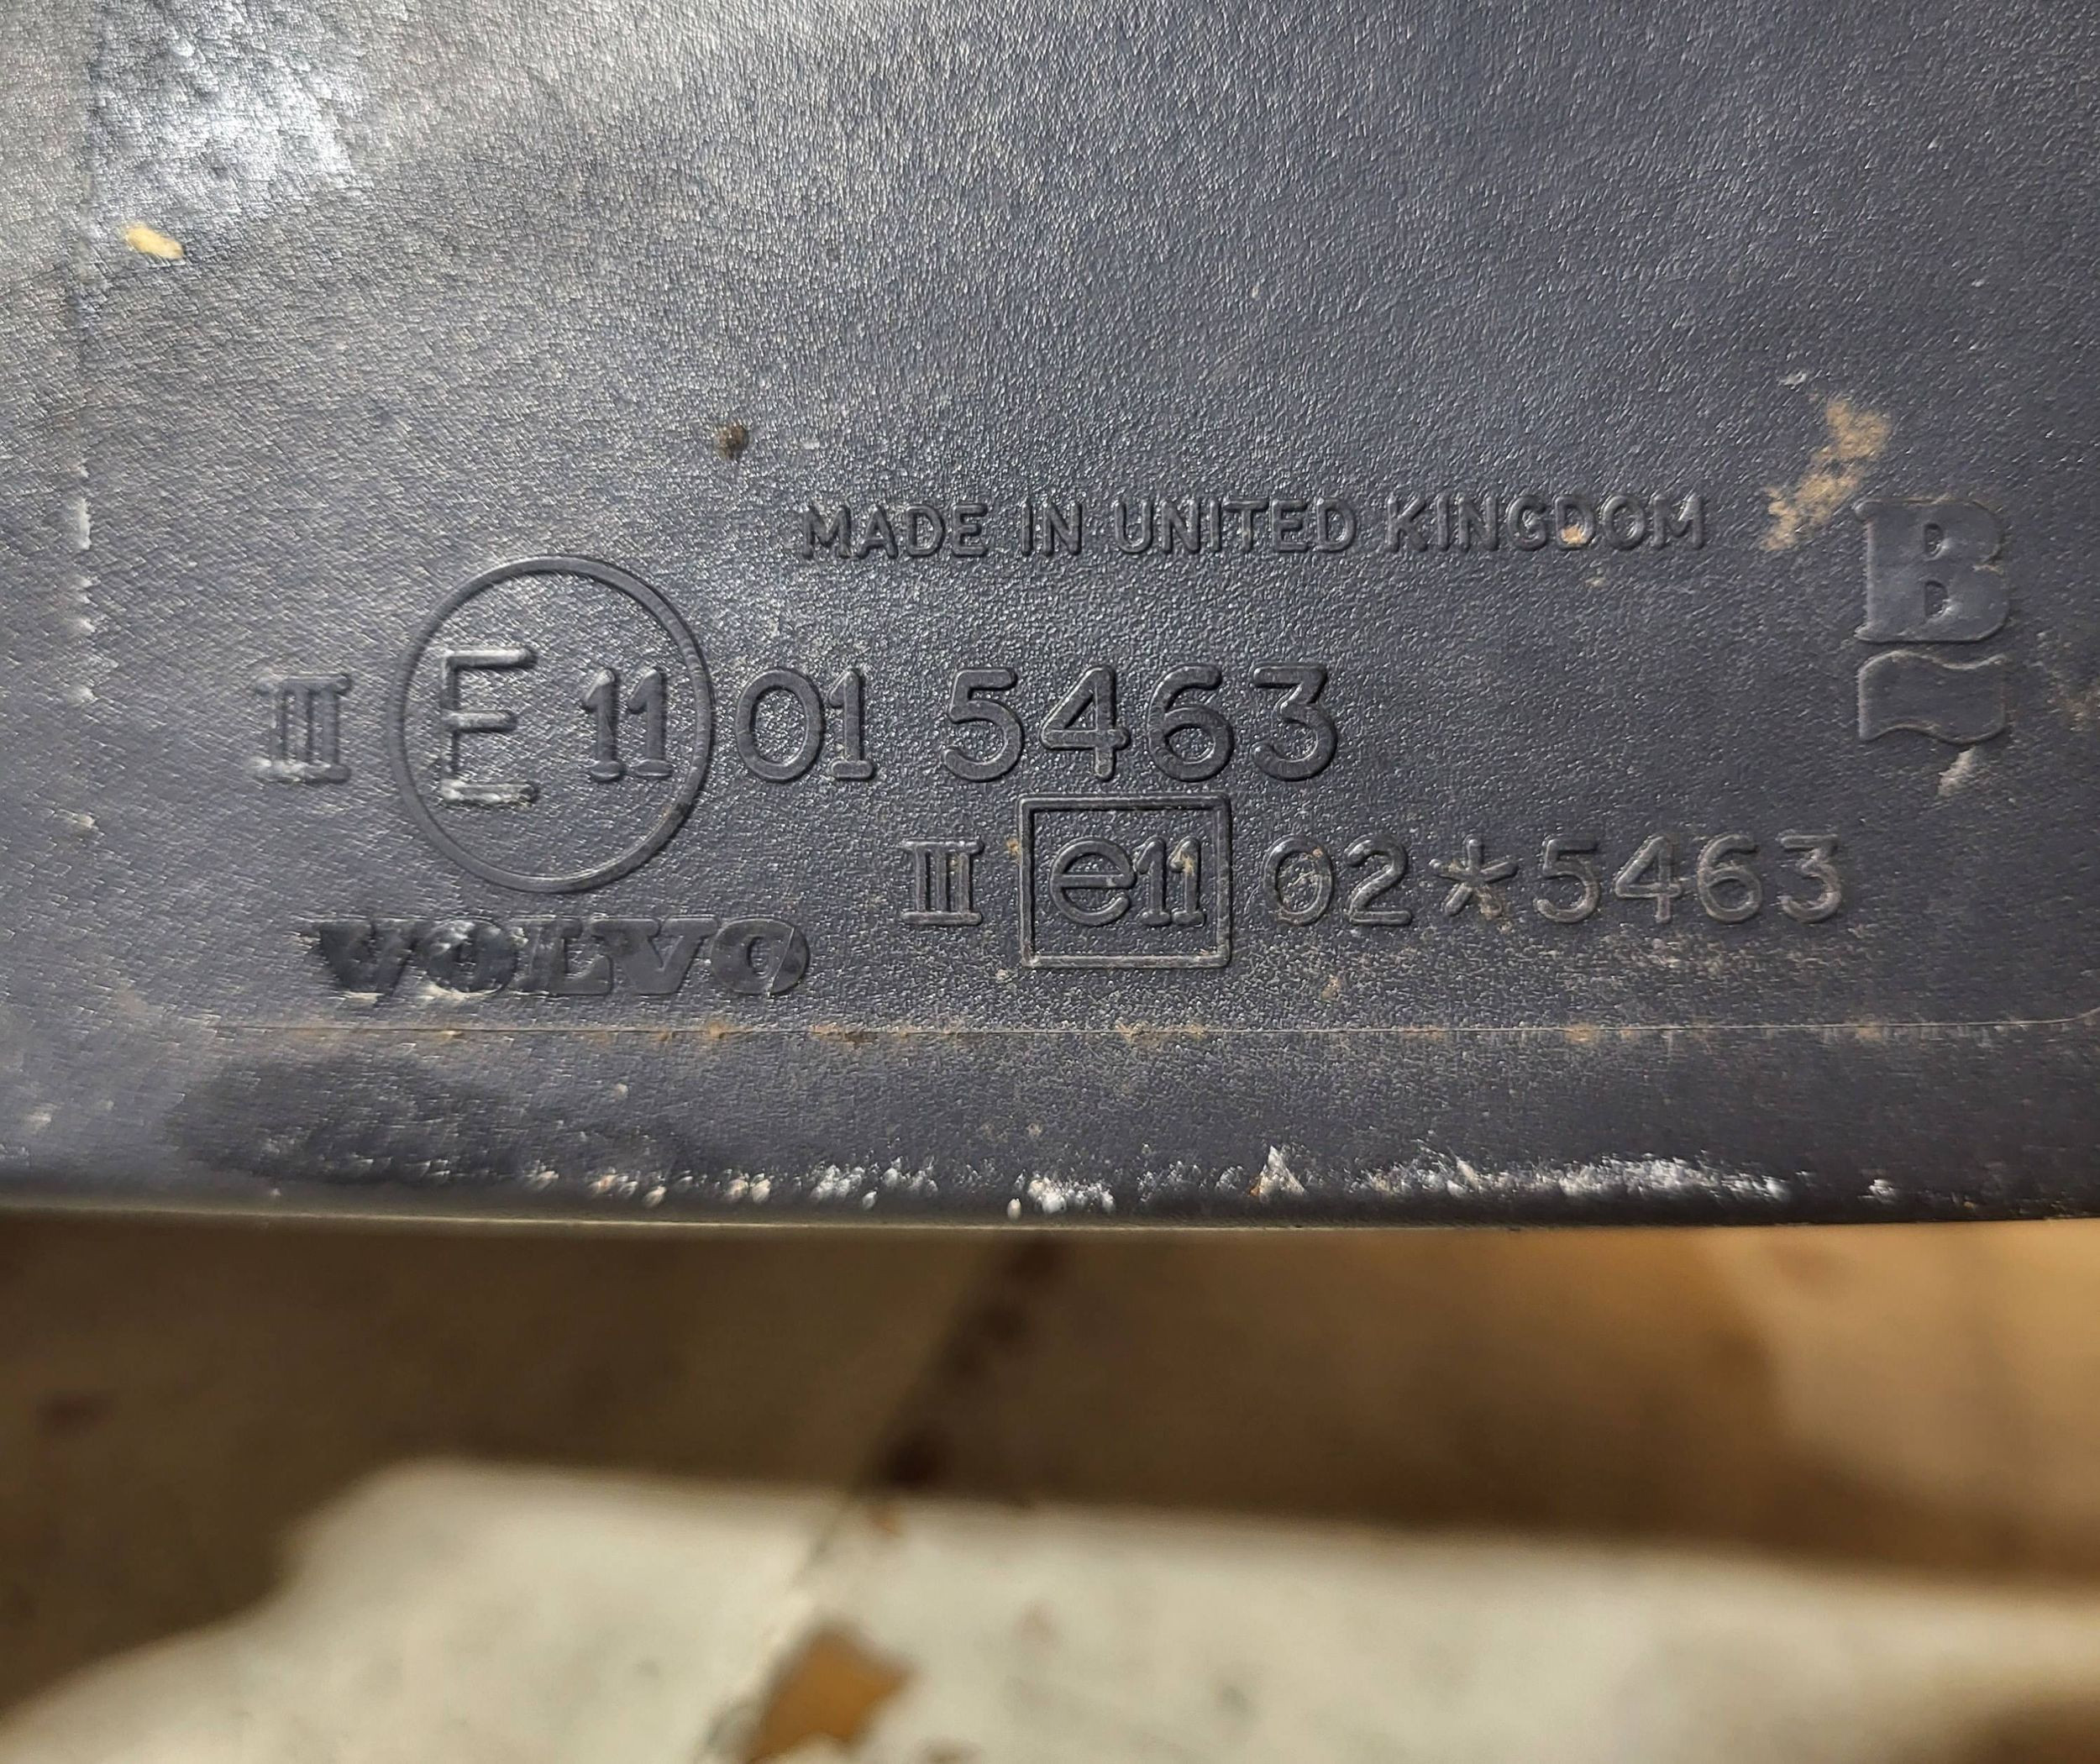 MADE IN UNITED KINGDOM
B
III E 11 01 5463
III e11 02*5463
VOLVO